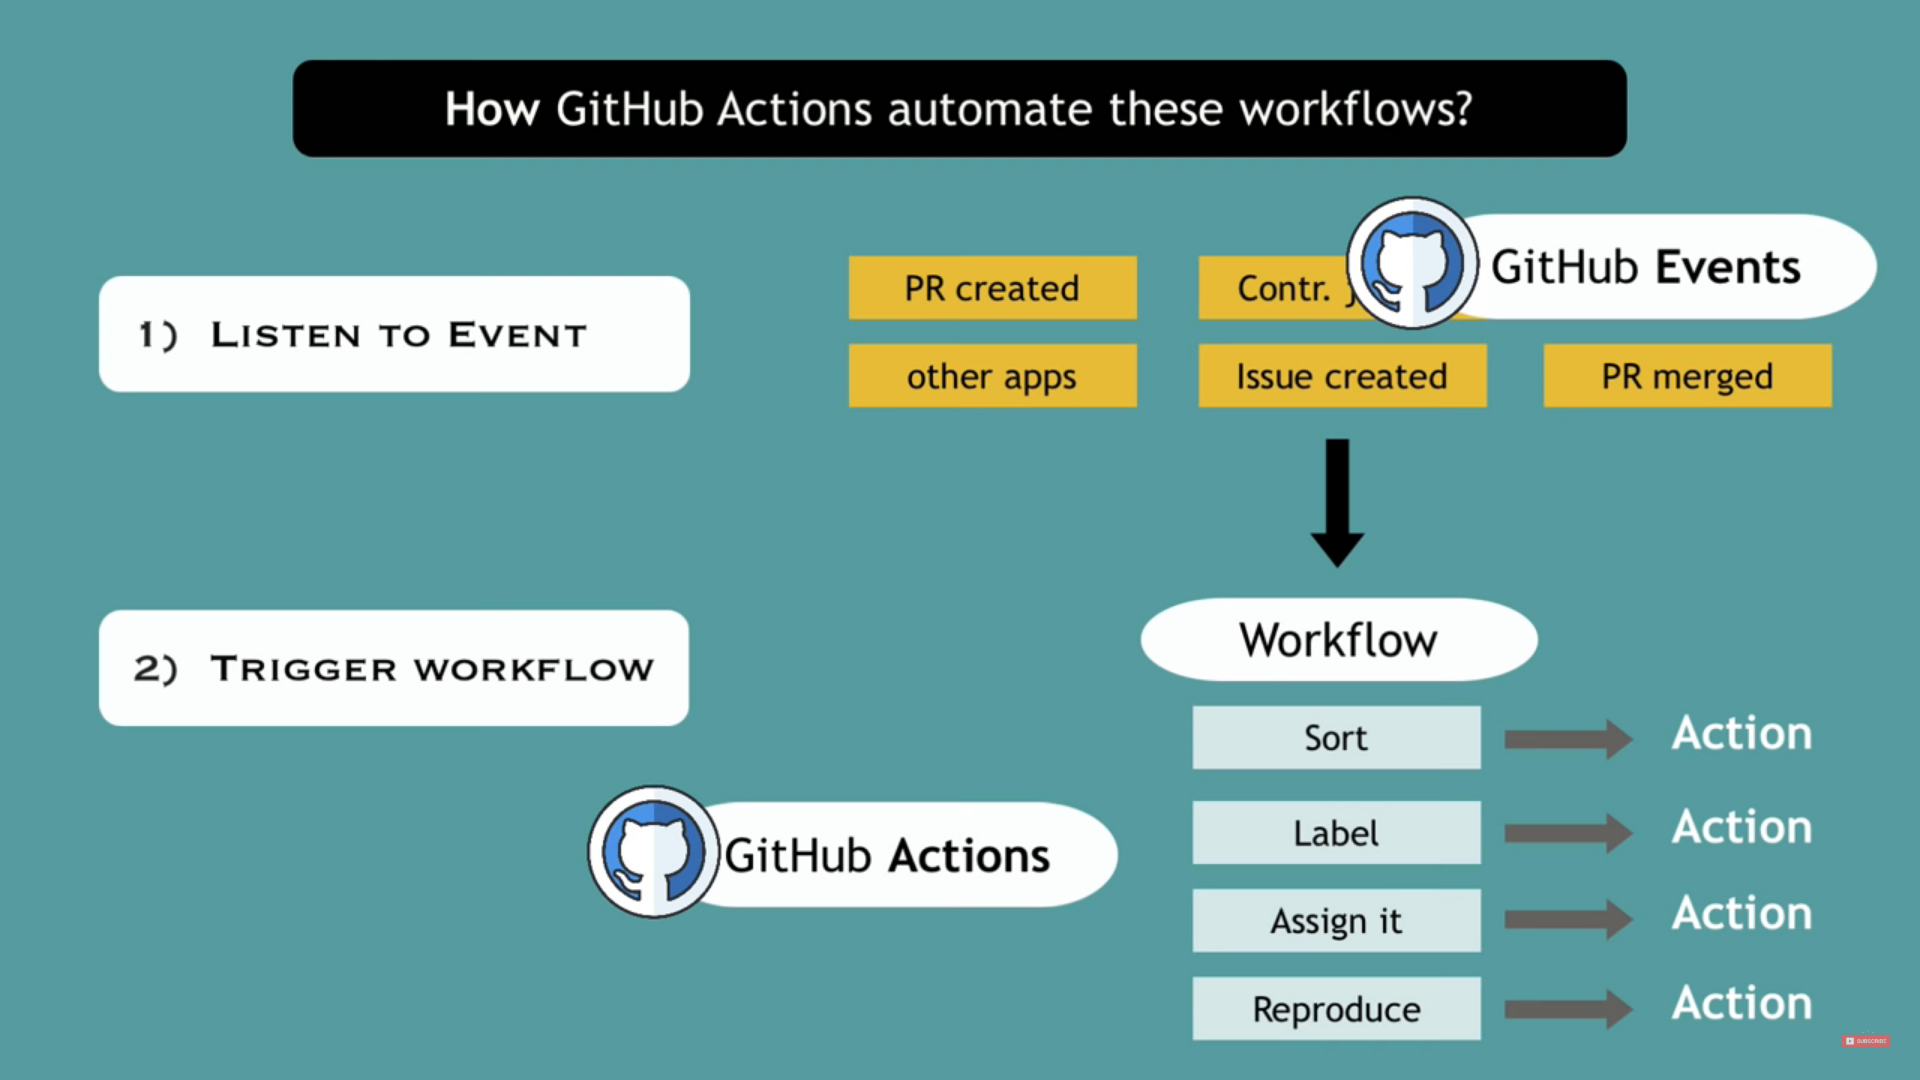 How GitHub Actions automate these workflows?
GitHub Events
PR created
Contr.
1) LISTEN TO EVENT
other apps
Issue created
PR merged
Workflow
2) TRIGGER WORKFLOW
Sort
Action
Label
Action
GitHub Actions
Assign it
Action
Reproduce
Action
SUBSCRIBE